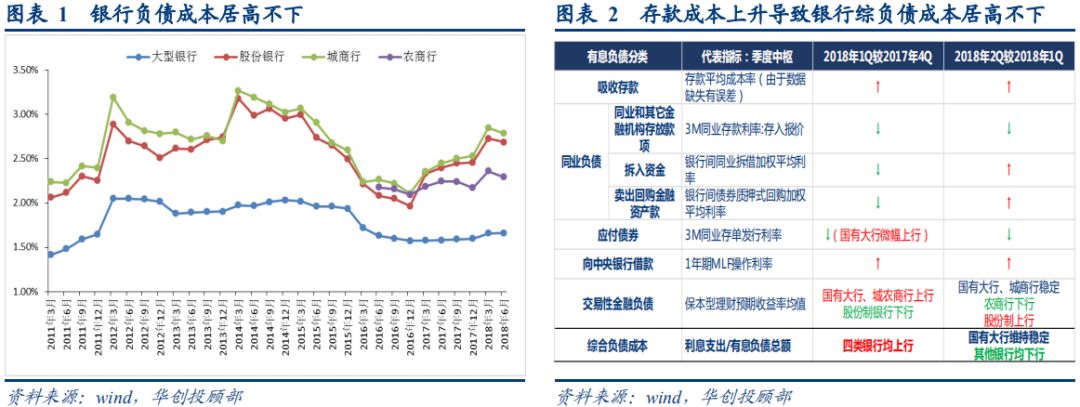 图表 1 银行负债成本居高不下
大型银行 股份银行 城商行 农商行
3.50%
3.00%
2.50%
2.00%
1.50%
1.00%
2011年3月
2011年6月
2011年9月
2011年12月
2012年3月
2012年6月
2012年9月
2012年12月
2013年3月
2013年6月
2013年9月
2013年12月
2014年3月
2014年6月
2014年9月
2014年12月
2015年3月
2015年6月
2015年9月
2015年12月
2016年3月
2016年6月
2016年9月
2016年12月
2017年3月
2017年6月
2017年9月
2017年12月
2018年3月
2018年6月
资料来源：wind，华创投顾部
图表 2 存款成本上升导致银行综负债成本居高不下
有息负债分类 代表指标：季度中枢 2018年1Q较2017年4Q 2018年2Q较2018年1Q
吸收存款 存款平均成本率（由于数据
缺失有误差） ↑ ↑
同业负债
同业和其它金
融机构存放款
项 3M同业存款利率:存入报价 ↓ ↓
拆入资金 银行间同业拆借加权平均利
率 ↓ ↑
卖出回购金融
资产款 银行间债券质押式回购加权
平均利率 ↓ ↑
应付债券 3M同业存单发行利率 ↓（国有大行微幅上行） ↓
向中央银行借款 1年期MLF操作利率 ↑ ↑
交易性金融负债 保本型理财预期收益率均值
国有大行、城农商行上行
股份制银行下行
国有大行、城商行稳定
农商行下行
股份制上行
综合负债成本 利息支出/有息负债总额 四类银行均上行
国有大行维持稳定
其他银行均下行
资料来源：wind，华创投顾部